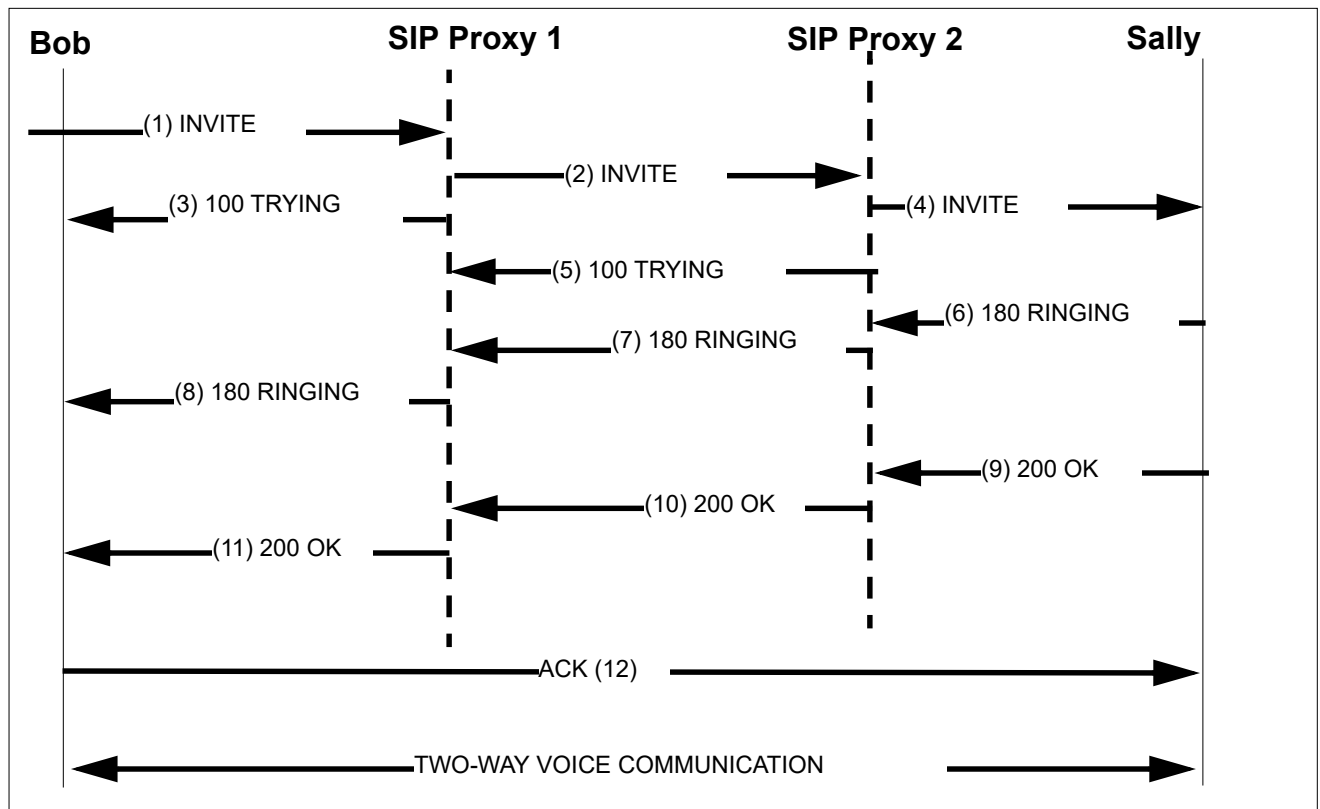 Bob
SIP Proxy 1
SIP Proxy 2
Sally
(1) INVITE
(2) INVITE
(3) 100 TRYING
(4) INVITE
(5) 100 TRYING
(6) 180 RINGING
(7) 180 RINGING
(8) 180 RINGING
(9) 200 OK
(10) 200 OK
(11) 200 OK
ACK (12)
TWO-WAY VOICE COMMUNICATION